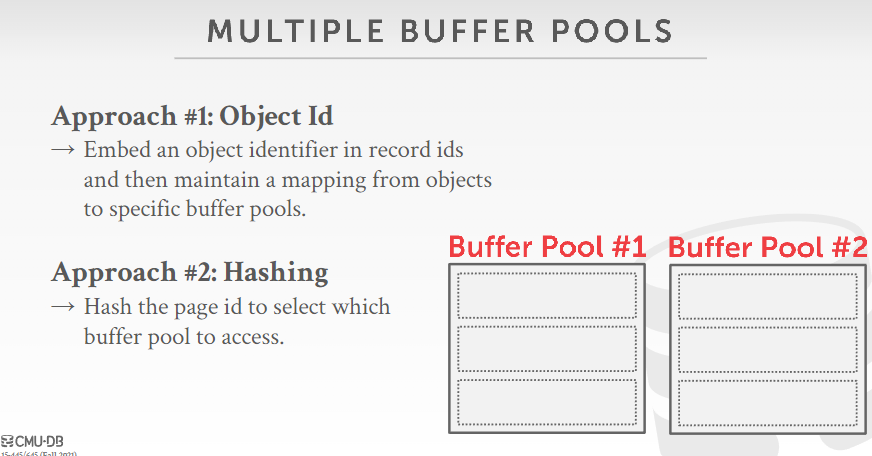 MULTIPLE BUFFER POOLS
Approach #1: Object Id
→ Embed an object identifier in record ids
and then maintain a mapping from objects
to specific buffer pools.
Approach #2: Hashing
→ Hash the page id to select which
buffer pool to access.
Buffer Pool #1
Buffer Pool #2
CMU·DB
15-445/645 (Fall 2021)